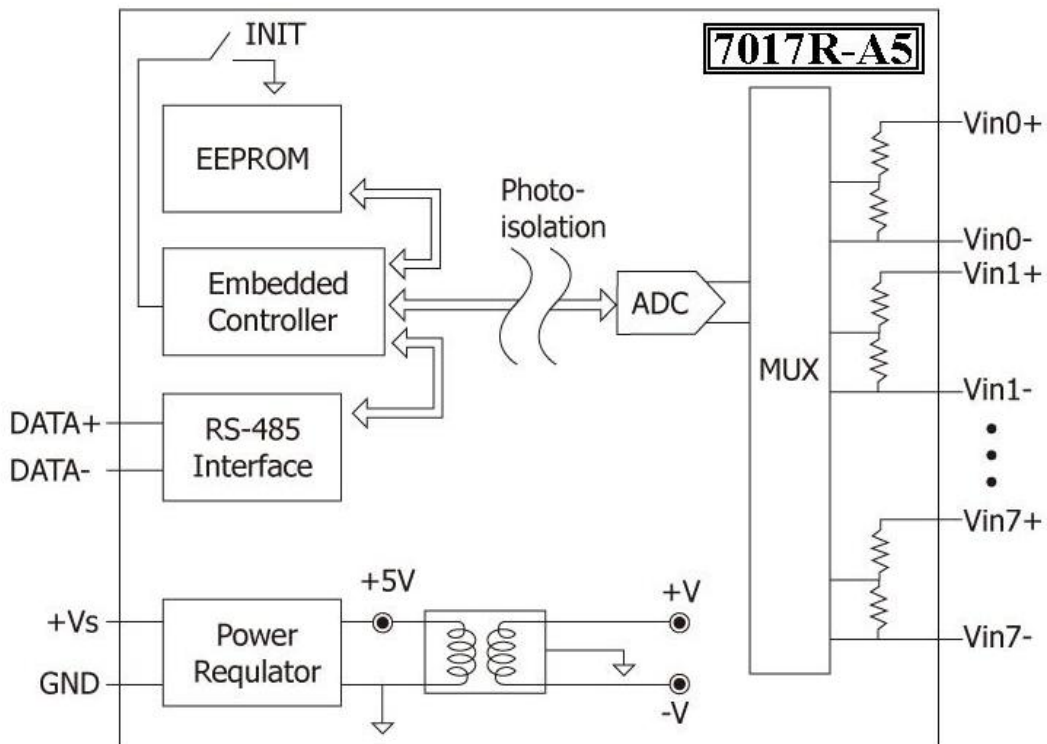 INIT
7017R-A5
EEPROM
Photo-
isolation
Embedded
Controller
ADC
MUX
Vin0+
Vin0-
Vin1+
Vin1-
Vin7+
Vin7-
DATA+
DATA-
RS-485
Interface
+Vs
GND
Power
Requlator
+5V
+V
-V